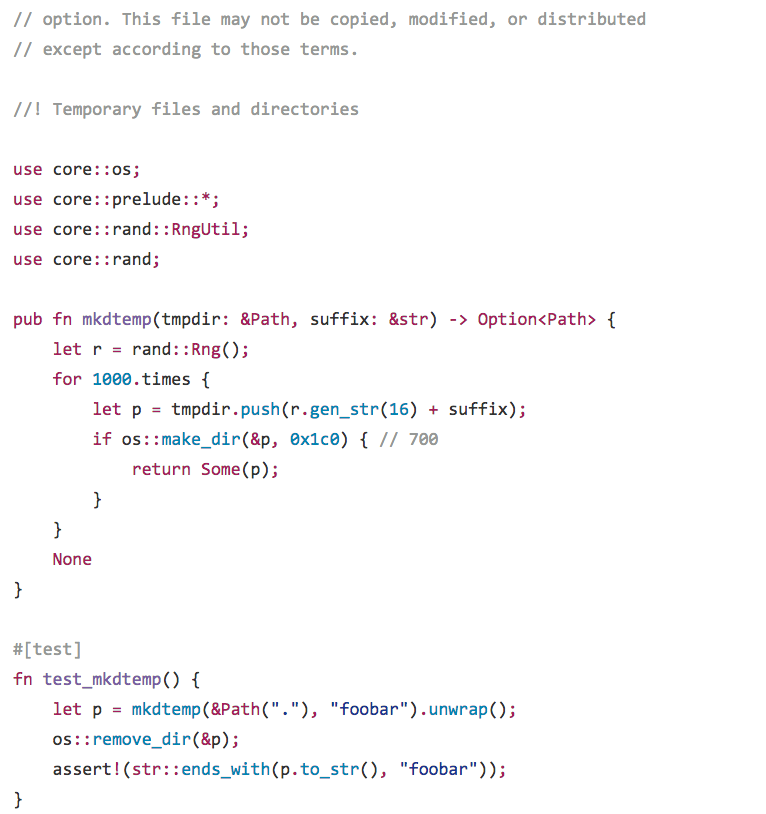 // option. This file may not be copied, modified, or distributed
// except according to those terms.

//! Temporary files and directories

use core::os;
use core::prelude::*;
use core::rand::RngUtil;
use core::rand;

pub fn mkdtemp(tmpdir: &Path, suffix: &str) -> Option<Path> {
    let r = rand::Rng();
    for 1000.times {
        let p = tmpdir.push(r.gen_str(16) + suffix);
        if os::make_dir(&p, 0x1c0) { // 700
            return Some(p);
        }
    }
    None
}

#[test]
fn test_mkdtemp() {
    let p = mkdtemp(&Path("."), "foobar").unwrap();
    os::remove_dir(&p);
    assert!(str::ends_with(p.to_str(), "foobar"));
}